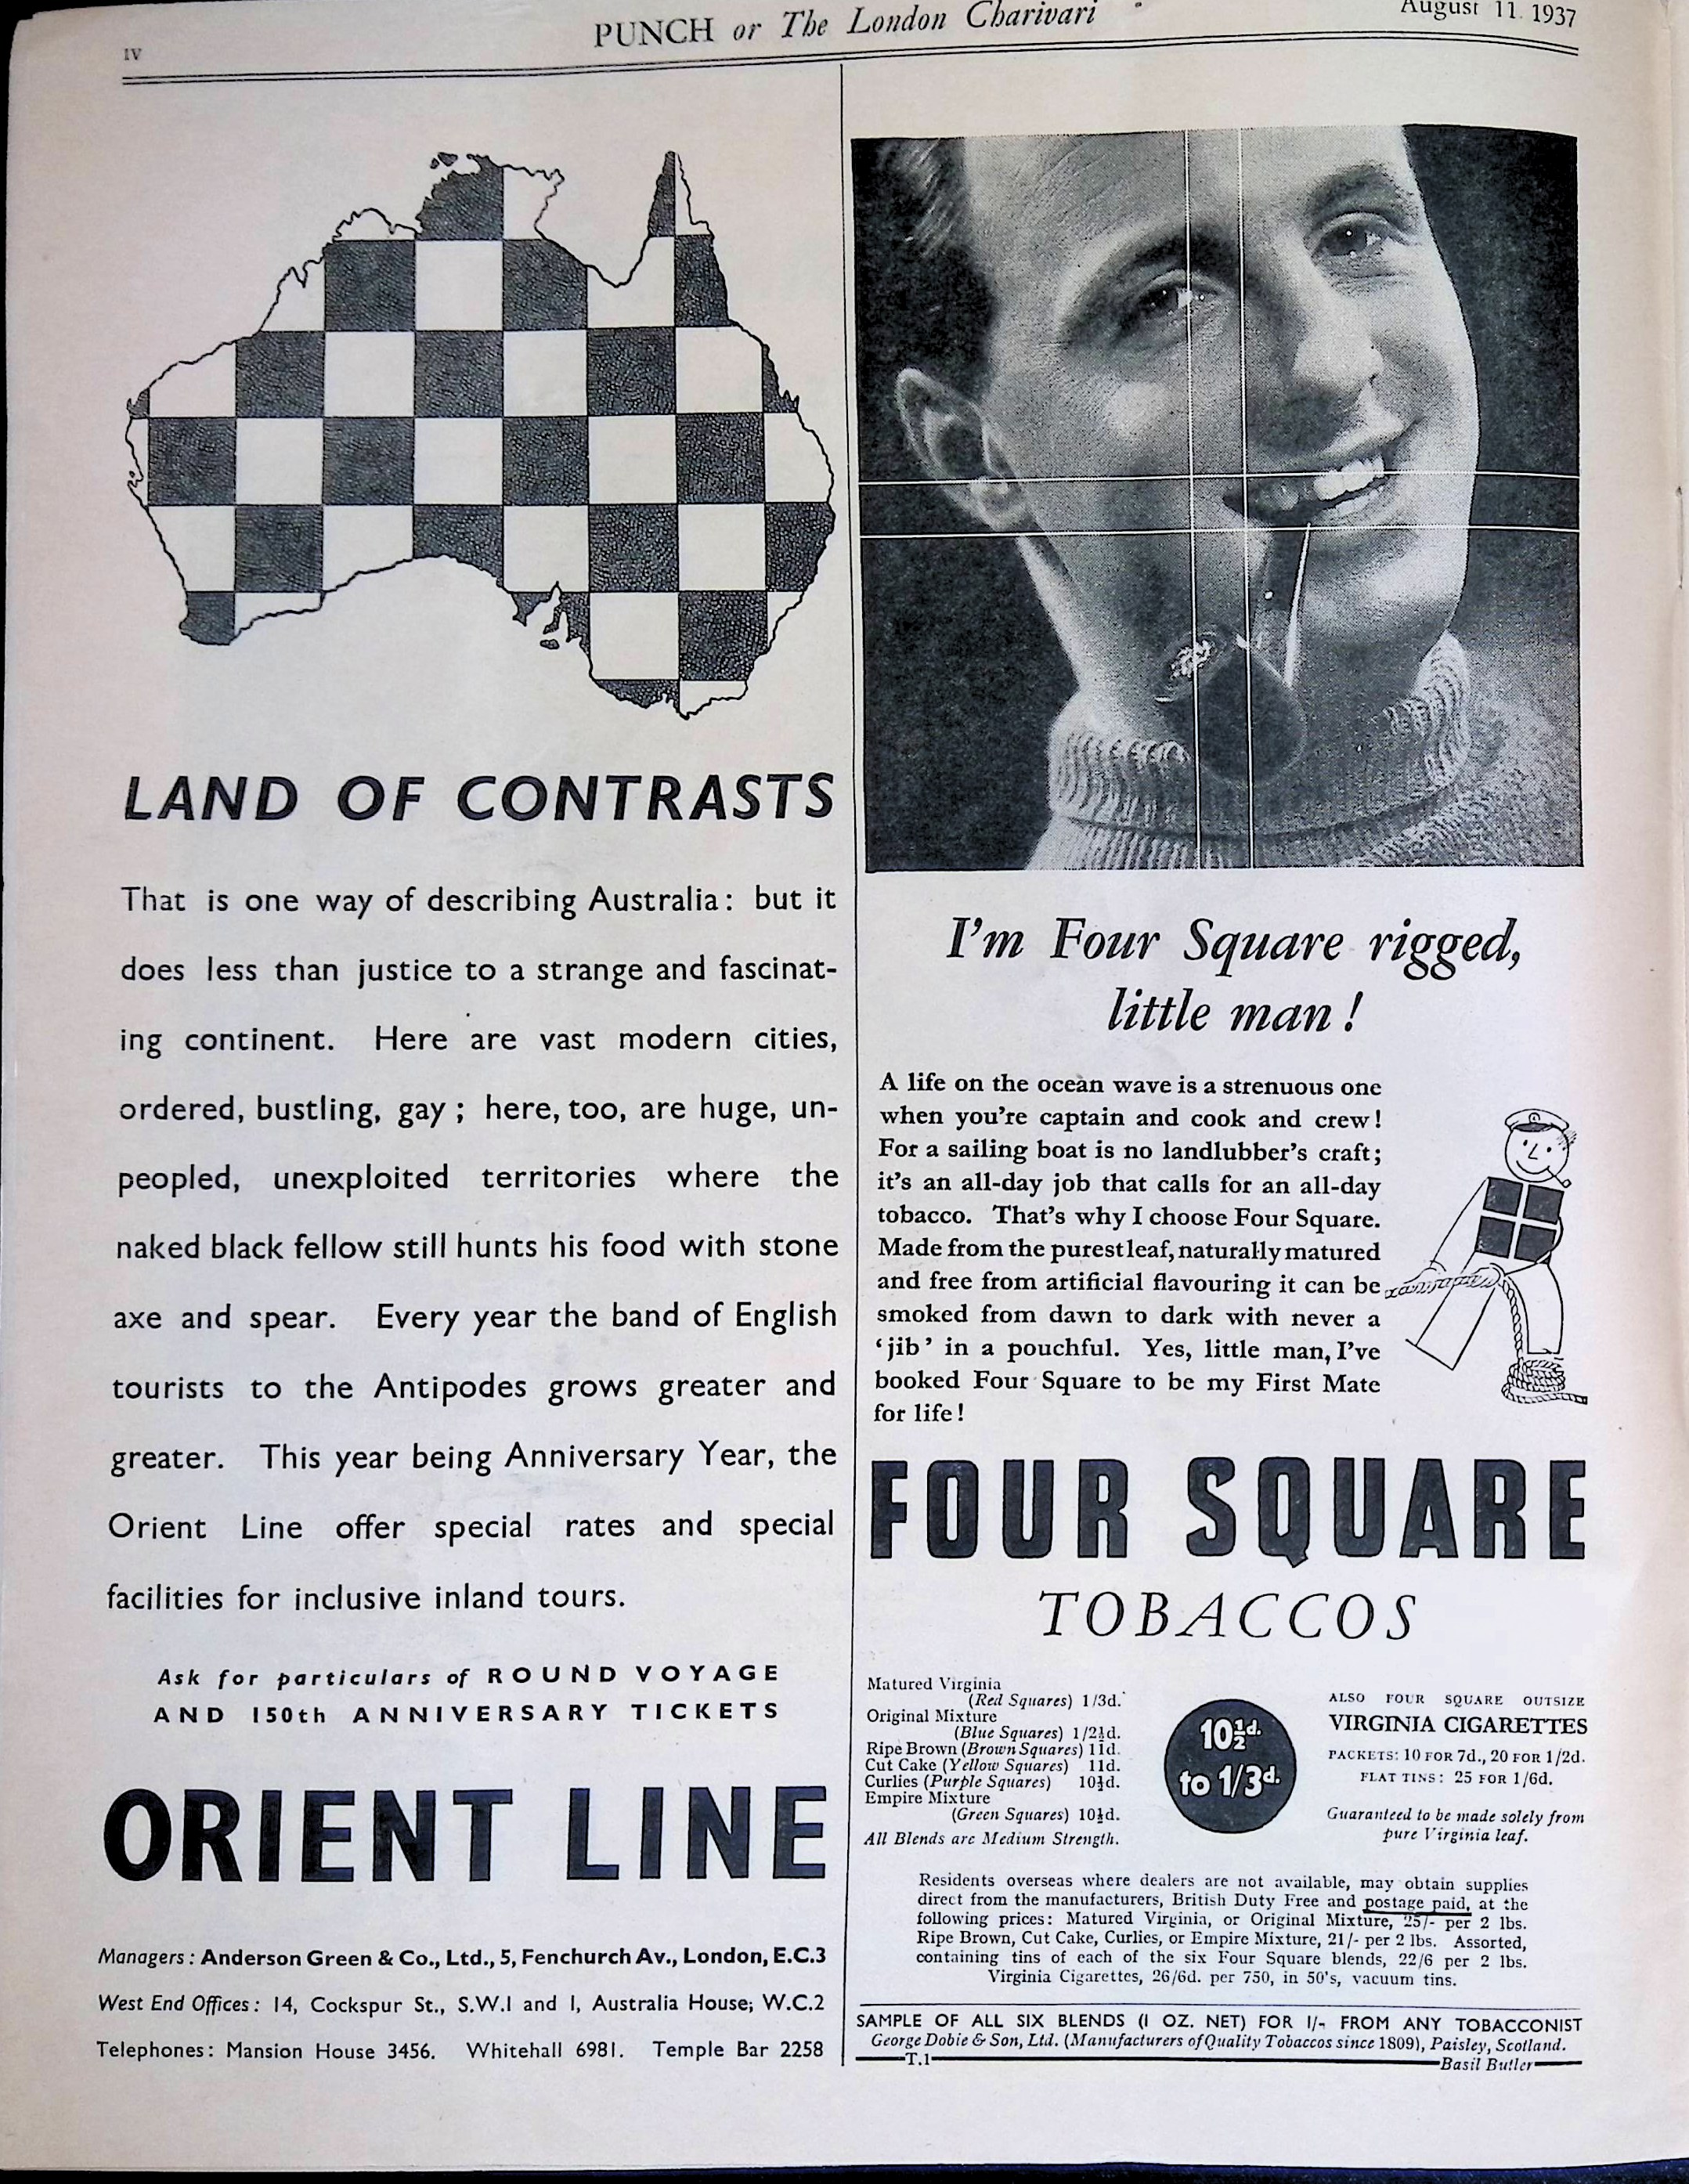 IV
PUNCH or The London Charivari
August 11 1937
LAND OF CONTRASTS
That is one way of describing Australia: but it
does less than justice to a strange and fascinat-
ing continent. Here are vast modern cities,
ordered, bustling, gay; here, too, are huge, un-
peopled, unexploited territories where the
naked black fellow still hunts his food with stone
axe and spear. Every year the band of English
tourists to the Antipodes grows greater and
greater. This year being Anniversary Year, the
Orient Line offer special rates and special
facilities for inclusive inland tours.
Ask for particulars of ROUND VOYAGE
AND 150th ANNIVERSARY TICKETS
ORIENT LINE
Managers: Anderson Green & Co., Ltd., 5, Fenchurch Av., London, E.C.3
West End Offices: 14, Cockspur St., S.W.1 and 1, Australia House; W.C.2
Telephones: Mansion House 3456. Whitehall 6981. Temple Bar 2258
I'm Four Square rigged,
little man!
A life on the ocean wave is a strenuous one
when you're captain and cook and crew!
For a sailing boat is no landlubber's craft;
it's an all-day job that calls for an all-day
tobacco. That's why I choose Four Square.
Made from the purest leaf, naturally matured
and free from artificial flavouring it can be
smoked from dawn to dark with never a
'jib' in a pouchful. Yes, little man, I've
booked Four Square to be my First Mate
for life!
FOUR SQUARE
TOBACCOS
Matured Virginia
(Red Squares) 1/3d.
Original Mixture
(Blue Squares) 1/2½d.
Ripe Brown (Brown Squares) 11d.
Cut Cake (Yellow Squares) 11d.
Curlies (Purple Squares) 10½d.
Empire Mixture
(Green Squares) 10½d.
All Blends are Medium Strength.
10½d.
to 1/3d.
ALSO FOUR SQUARE OUTSIZE
VIRGINIA CIGARETTES
PACKETS: 10 FOR 7d., 20 FOR 1/2d.
FLAT TINS: 25 FOR 1/6d.
Guaranteed to be made solely from
pure Virginia leaf.
Residents overseas where dealers are not available, may obtain supplies
direct from the manufacturers, British Duty Free and postage paid, at the
following prices: Matured Virginia, or Original Mixture, 25/- per 2 lbs.
Ripe Brown, Cut Cake, Curlies, or Empire Mixture, 21/- per 2 lbs. Assorted,
containing tins of each of the six Four Square blends, 22/6 per 2 lbs.
Virginia Cigarettes, 26/6d. per 750, in 50's, vacuum tins.
SAMPLE OF ALL SIX BLENDS (1 OZ. NET) FOR 1/- FROM ANY TOBACCONIST
George Dobie & Son, Ltd. (Manufacturers of Quality Tobaccos since 1809), Paisley, Scotland.
T.1
Basil Butler